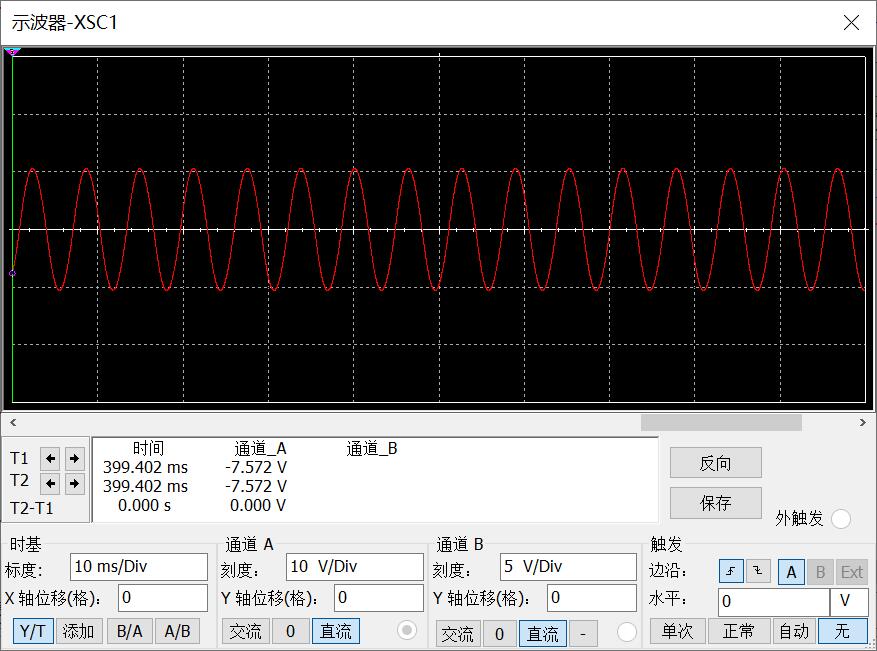 示波器-XSC1
时间 通道_A 通道_B
T1 399.402 ms -7.572 V
T2 399.402 ms -7.572 V
T2-T1 0.000 s 0.000 V
反向
保存
外触发
时基
标度: 10 ms/Div
X 轴位移(格): 0
Y/T 添加 B/A A/B
通道 A
刻度: 10 V/Div
Y 轴位移(格): 0
交流 0 直流
通道 B
刻度: 5 V/Div
Y 轴位移(格): 0
交流 0 直流 -
触发
边沿: A B Ext
水平: 0 V
单次 正常 自动 无